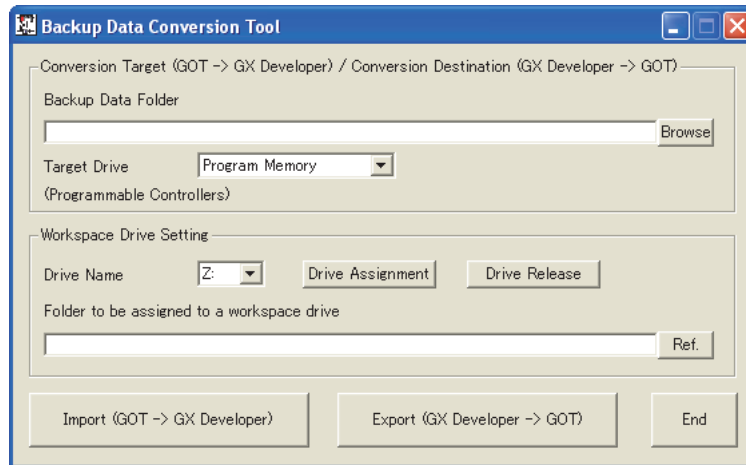 Backup Data Conversion Tool
Conversion Target (GOT -> GX Developer) / Conversion Destination (GX Developer -> GOT)
Backup Data Folder
Browse
Target Drive Program Memory
(Programmable Controllers)
Workspace Drive Setting
Drive Name Z: Drive Assignment Drive Release
Folder to be assigned to a workspace drive
Ref.
Import (GOT -> GX Developer) Export (GX Developer -> GOT) End